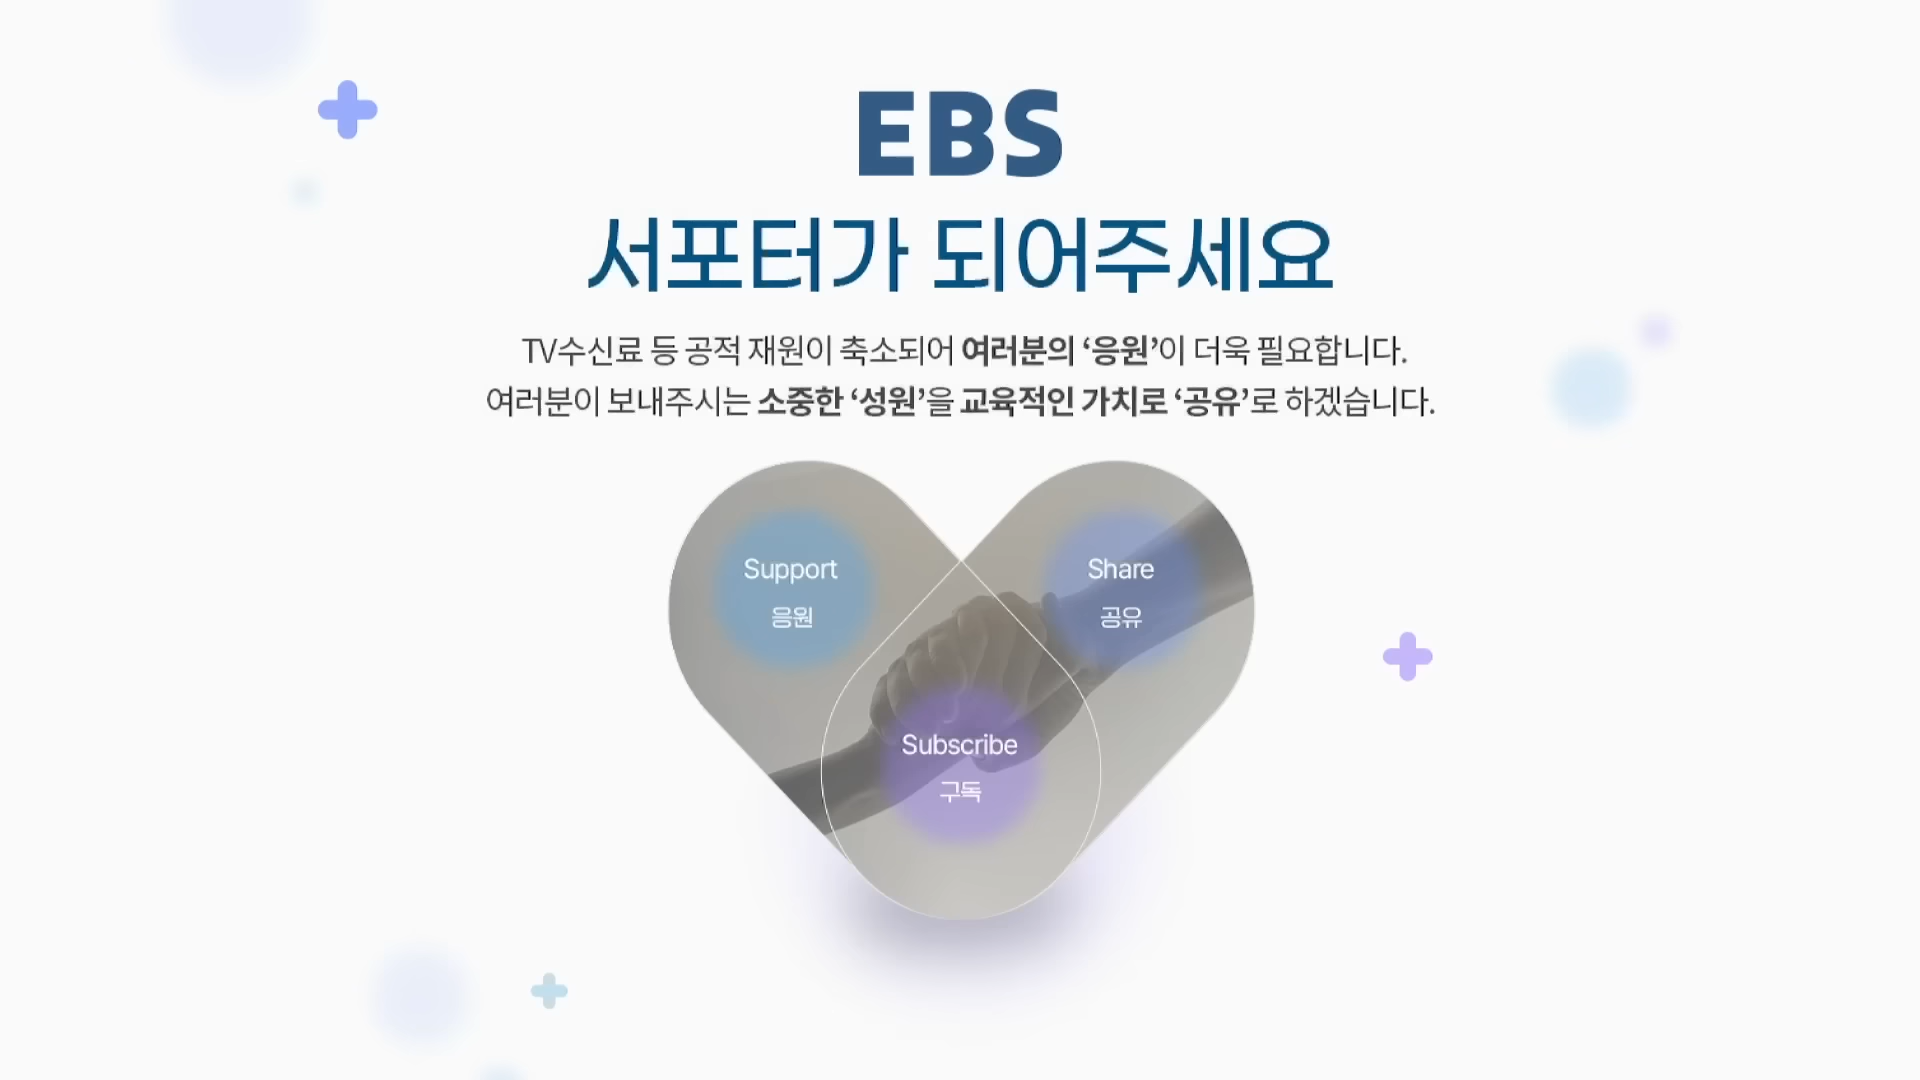 EBS
서포터가 되어주세요
TV수신료 등 공적 재원이 축소되어 여러분의 ‘응원’이 더욱 필요합니다.
여러분이 보내주시는 소중한 ‘성원’을 교육적인 가치로 ‘공유’로 하겠습니다.
Support
응원
Share
공유
Subscribe
구독